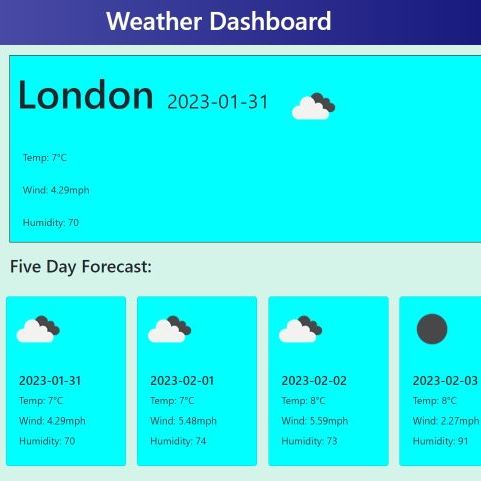 Weather Dashboard
London 2023-01-31
Temp: 7°C
Wind: 4.29mph
Humidity: 70
Five Day Forecast:
2023-01-31
Temp: 7°C
Wind: 4.29mph
Humidity: 70
2023-02-01
Temp: 7°C
Wind: 5.48mph
Humidity: 74
2023-02-02
Temp: 8°C
Wind: 5.59mph
Humidity: 73
2023-02-03
Temp: 8°C
Wind: 2.27mph
Humidity: 91